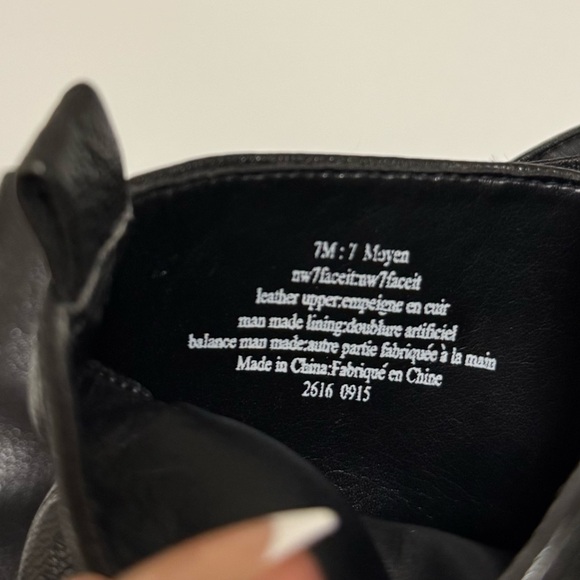 7M : 7 Moyen
nw7faceit:nw7faceit
leather upper:empeigne en cuir
man made lining:doublure artificiel
balance man made:autre partie fabriquée à la main
Made in China:Fabriqué en Chine
2616 0915